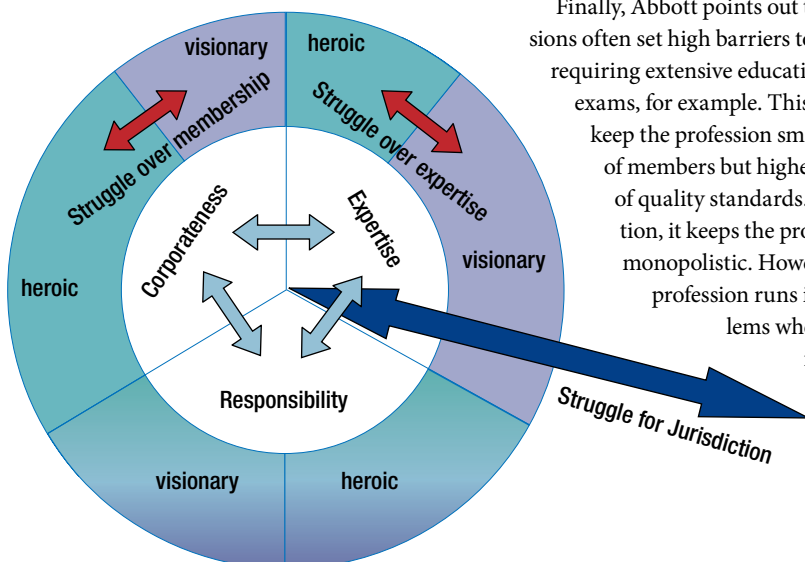 Finally, Abbott points out
sions often set high barriers to
requiring extensive educati
exams, for example. This
keep the profession sm
of members but highe
of quality standards.
tion, it keeps the pro
monopolistic. Howe
profession runs i
lems wh
visionary
heroic
Struggle over membership
Struggle over expertise
Corporateness
Expertise
heroic
visionary
Responsibility
Struggle for Jurisdiction
visionary
heroic